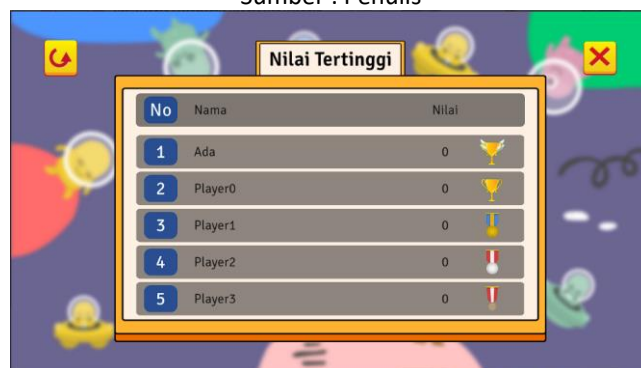 Sumber : Penulis
Nilai Tertinggi
No Nama Nilai
1 Ada 0
2 Player0 0
3 Player1 0
4 Player2 0
5 Player3 0